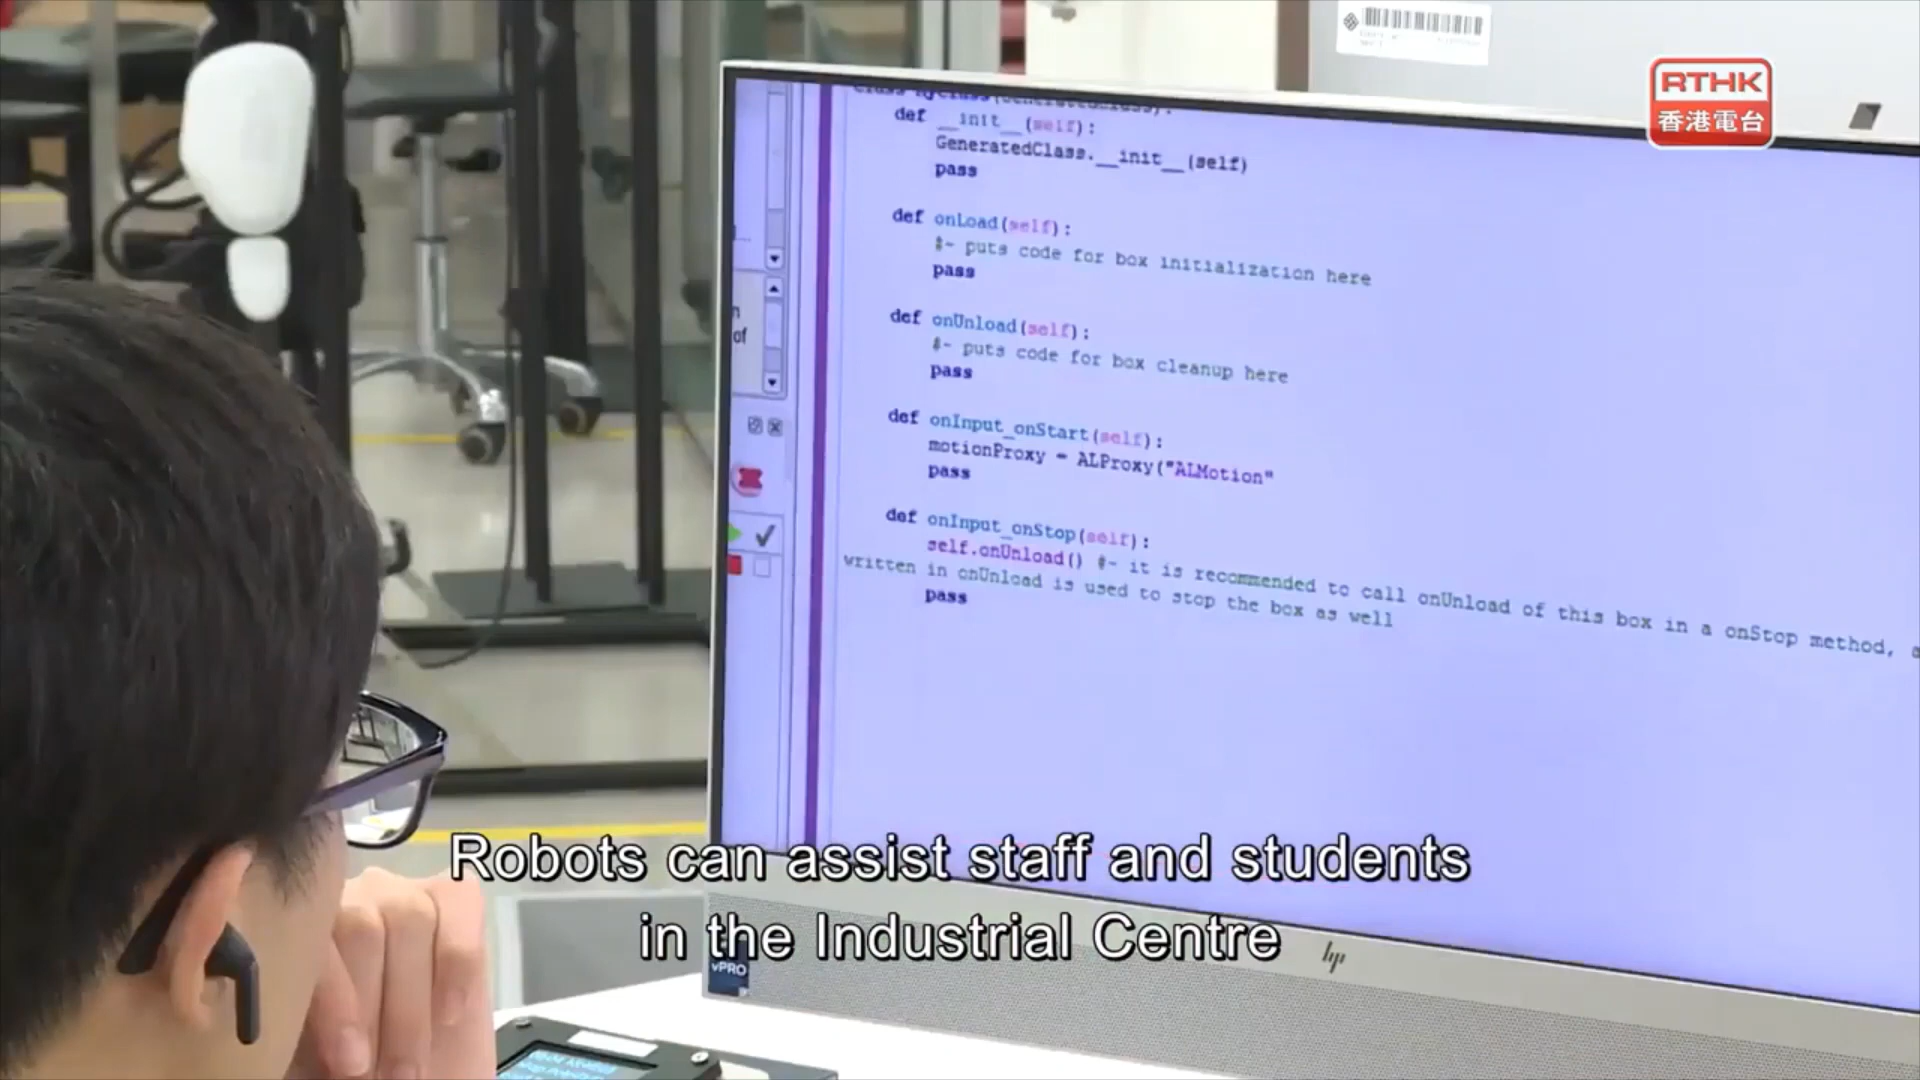 RTHK
香港電台
def __init__(self):
GeneratedClass.__init__(self)
pass
def onLoad(self):
#~ puts code for box initialization here
pass
def onUnload(self):
#~ puts code for box cleanup here
pass
def onInput_onStart(self):
motionProxy = ALProxy("ALMotion"
pass
def onInput_onStop(self):
self.onUnload() #~ it is recommended to call onUnload of this box in a onStop method, a
written in onUnload is used to stop the box as well
pass
of
Robots can assist staff and students
in the Industrial Centre
hp
vPRO